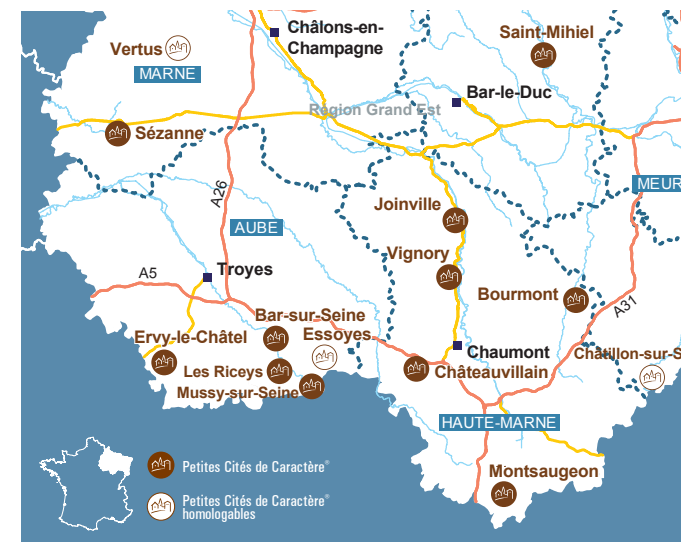 Châlons-en-
Champagne
Saint-Mihiel
Vertus
MARNE
Bar-le-Duc
Région Grand Est
Sézanne
MEUR
A26
Joinville
AUBE
Vignory
Troyes
A5
Bourmont
A31
Bar-sur-Seine
Ervy-le-Châtel
Essoyes
Chaumont
Châtillon-sur-S
Les Riceys
Châteauvillain
Mussy-sur-Seine
HAUTE-MARNE
Petites Cités de Caractère®
Montsaugeon
Petites Cités de Caractère®
homologables